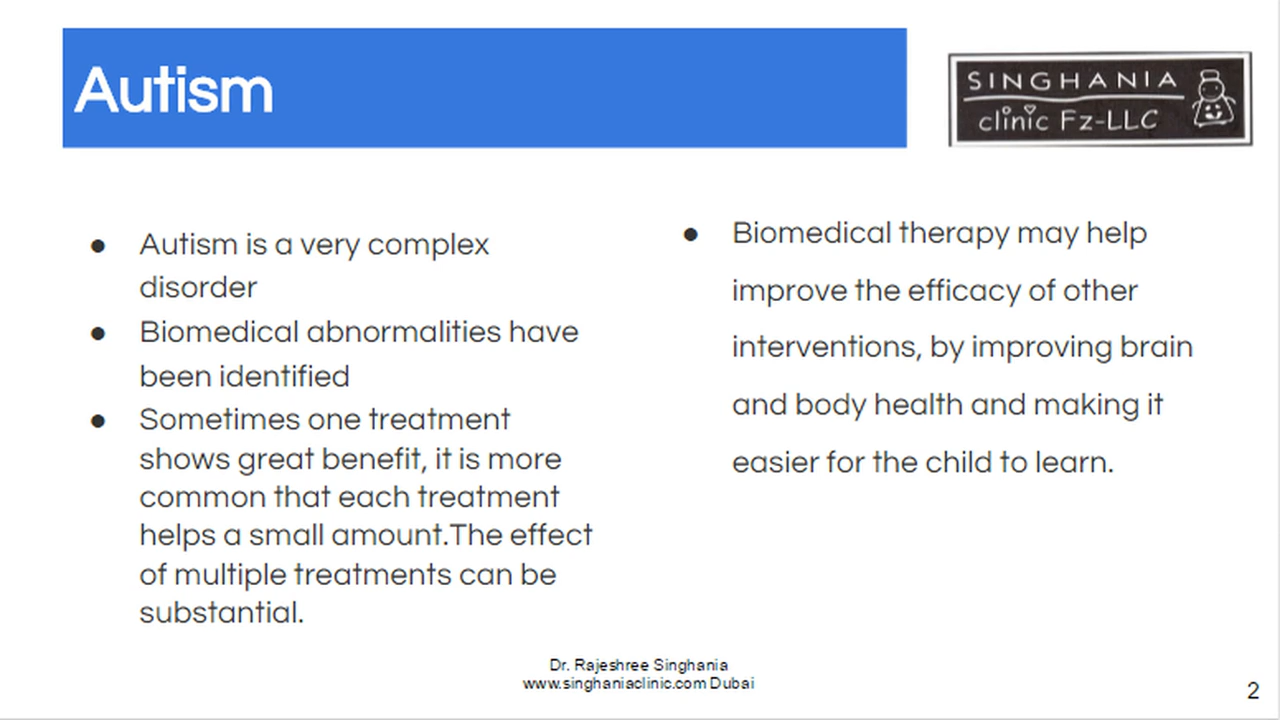 Autism
SINGHANIA
clinic Fz-LLC
● Autism is a very complex
disorder
● Biomedical abnormalities have
been identified
● Sometimes one treatment
shows great benefit, it is more
common that each treatment
helps a small amount.The effect
of multiple treatments can be
substantial.
● Biomedical therapy may help
improve the efficacy of other
interventions, by improving brain
and body health and making it
easier for the child to learn.
Dr. Rajeshree Singhania
www.singhaniaclinic.com Dubai
2